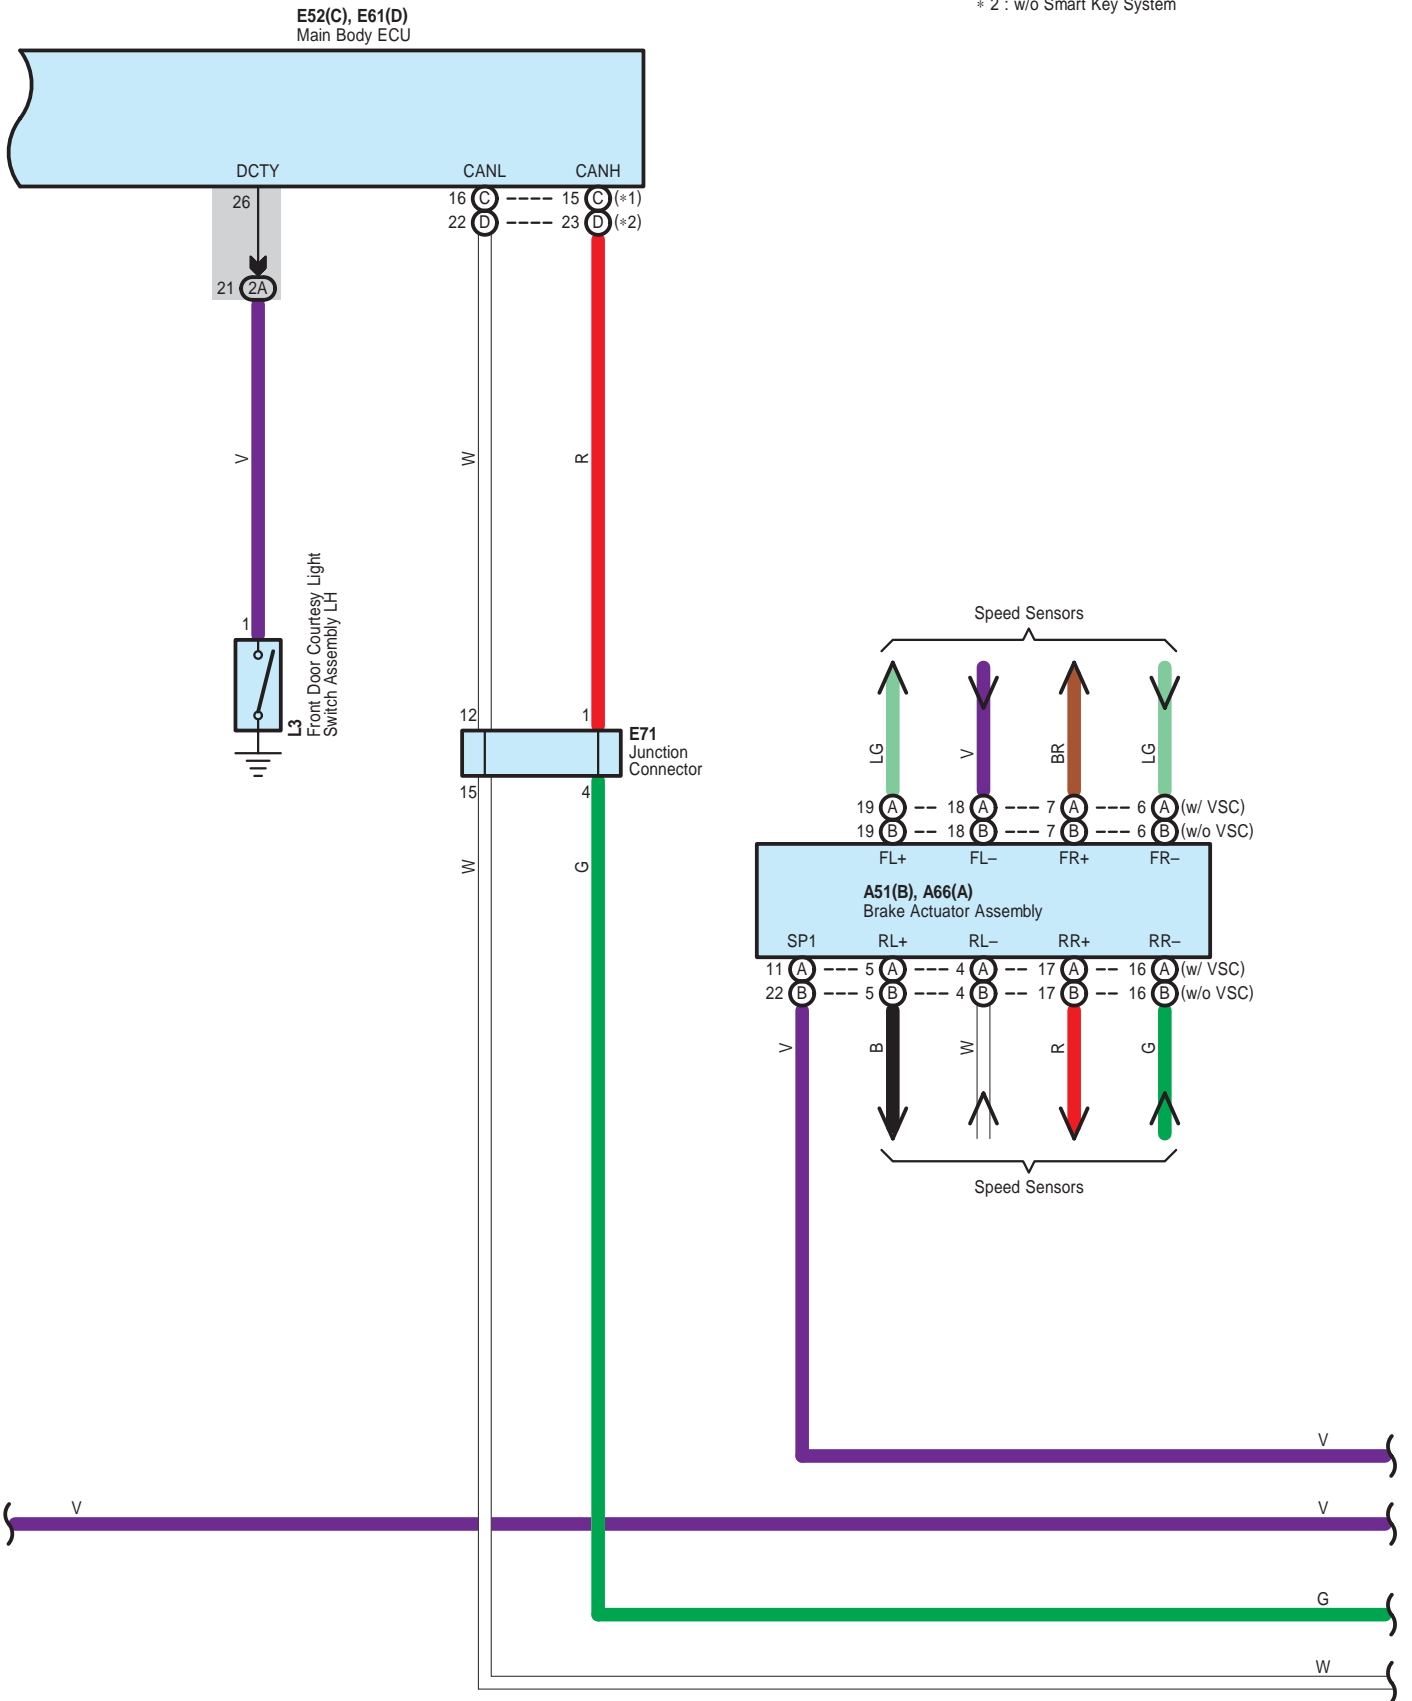 ∗ 2 : w/o Smart Key System
E52(C), E61(D)
Main Body ECU
DCTY
CANL
CANH
26
16 C 15 C (∗1)
22 D 23 D (∗2)
21 2A
V
W
R
1
L3
Front Door Courtesy Light
Switch Assembly LH
12
1
E71
Junction
Connector
15
4
W
G
Speed Sensors
LG
V
BR
LG
19 A 18 A 7 A 6 A (w/ VSC)
19 B 18 B 7 B 6 B (w/o VSC)
FL+ FL– FR+ FR–
A51(B), A66(A)
Brake Actuator Assembly
SP1 RL+ RL– RR+ RR–
11 A 5 A 4 A 17 A 16 A (w/ VSC)
22 B 5 B 4 B 17 B 16 B (w/o VSC)
V
B
W
R
G
Speed Sensors
V
V
V
G
W